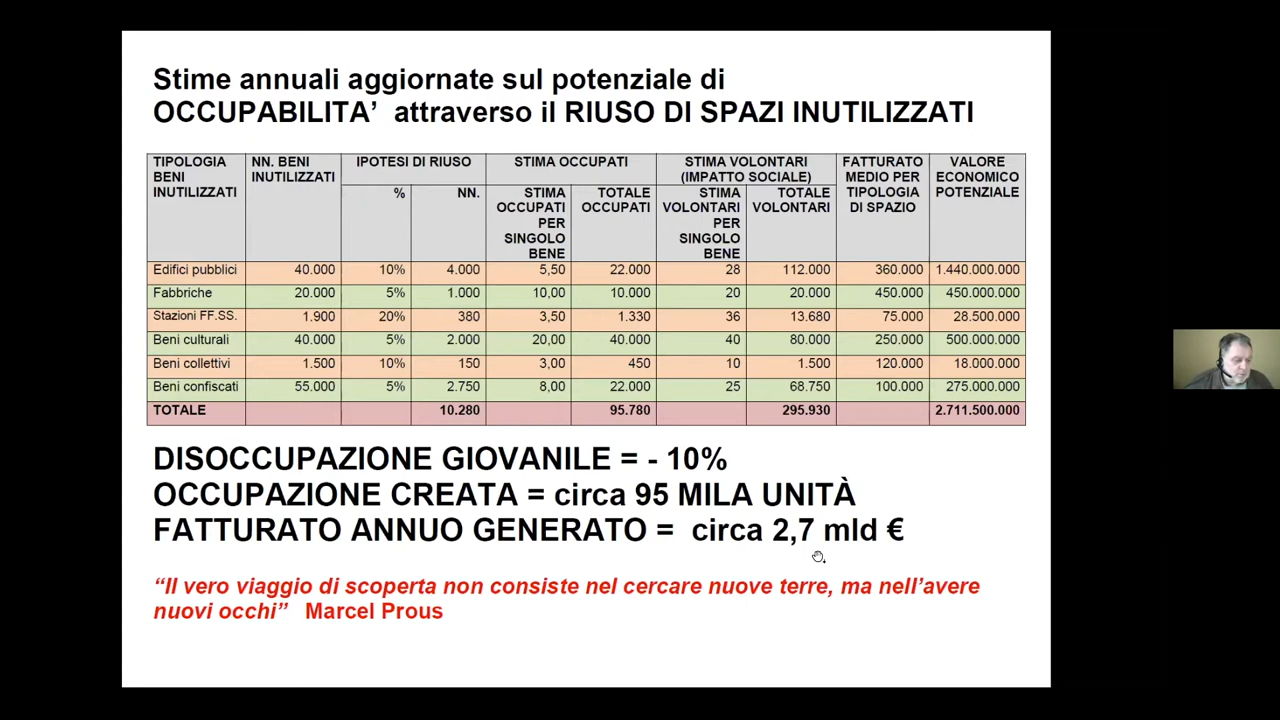 Stime annuali aggiornate sul potenziale di
OCCUPABILITA’ attraverso il RIUSO DI SPAZI INUTILIZZATI
TIPOLOGIA BENI INUTILIZZATI NN. BENI INUTILIZZATI IPOTESI DI RIUSO STIMA OCCUPATI STIMA VOLONTARI (IMPATTO SOCIALE) FATTURATO MEDIO PER TIPOLOGIA DI SPAZIO VALORE ECONOMICO POTENZIALE
% NN. STIMA OCCUPATI PER SINGOLO BENE TOTALE OCCUPATI STIMA VOLONTARI PER SINGOLO BENE TOTALE VOLONTARI
Edifici pubblici 40.000 10% 4.000 5,50 22.000 28 112.000 360.000 1.440.000.000
Fabbriche 20.000 5% 1.000 10,00 10.000 20 20.000 450.000 450.000.000
Stazioni FF.SS. 1.900 20% 380 3,50 1.330 36 13.680 75.000 28.500.000
Beni culturali 40.000 5% 2.000 20,00 40.000 40 80.000 250.000 500.000.000
Beni collettivi 1.500 10% 150 3,00 450 10 1.500 120.000 18.000.000
Beni confiscati 55.000 5% 2.750 8,00 22.000 25 68.750 100.000 275.000.000
TOTALE 10.280 95.780 295.930 2.711.500.000
DISOCCUPAZIONE GIOVANILE = - 10%
OCCUPAZIONE CREATA = circa 95 MILA UNITÀ
FATTURATO ANNUO GENERATO = circa 2,7 mld €
“Il vero viaggio di scoperta non consiste nel cercare nuove terre, ma nell’avere
nuovi occhi” Marcel Prous